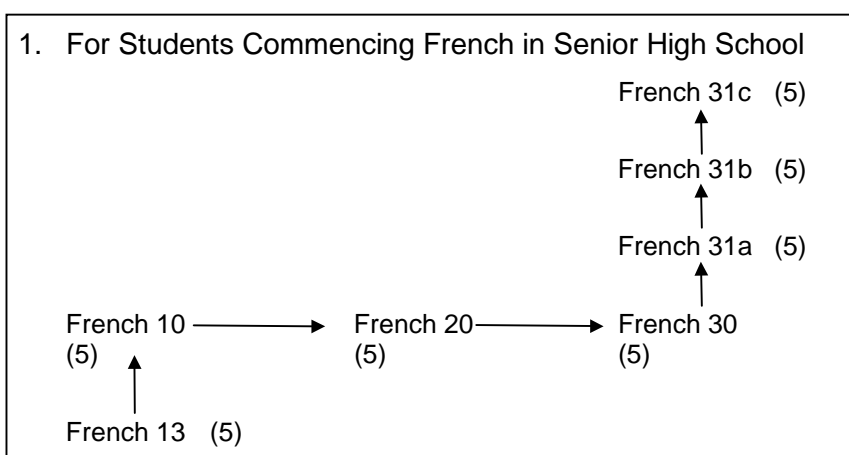 1. For Students Commencing French in Senior High School
French 31c (5)
French 31b (5)
French 31a (5)
French 10 French 20 French 30
(5) (5) (5)
French 13 (5)